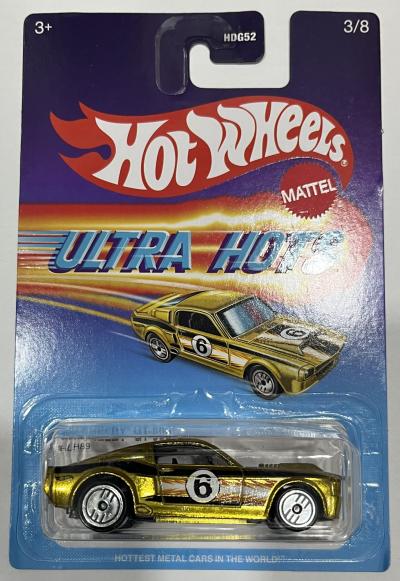 3+
HDG52
3/8
Hot Wheels
®
MATTEL
ULTRA HOTS
6
6
HOTTEST METAL CARS IN THE WORLD!